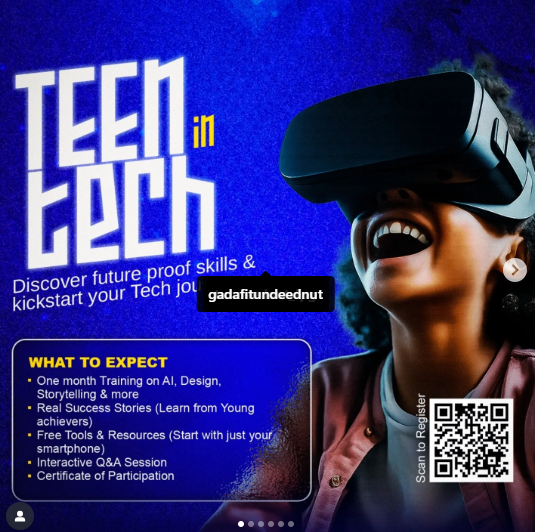 TEEN
in
tech
Discover future proof skills &
kickstart your Tech
gadafitundeednut
WHAT TO EXPECT
• One month Training on AI, Design,
Storytelling & more
• Real Success Stories (Learn from Young
achievers)
• Free Tools & Resources (Start with just your
smartphone)
• Interactive Q&A Session
• Certificate of Participation
Scan to Register